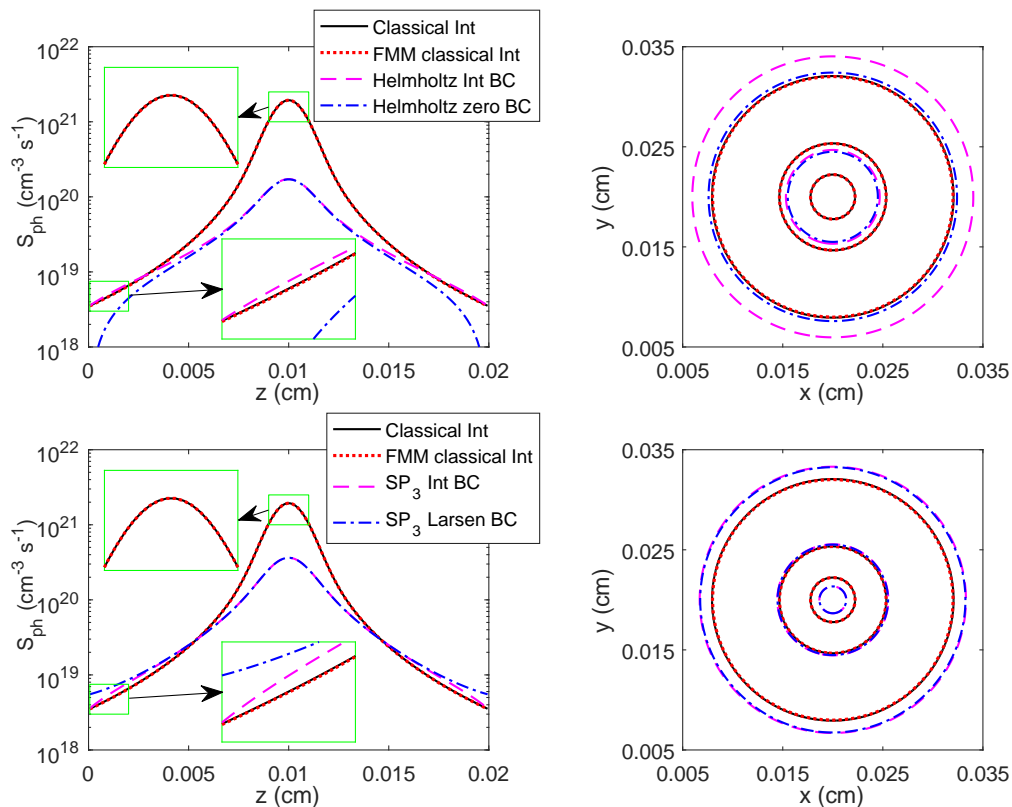 Classical Int
FMM classical Int
Helmholtz Int BC
Helmholtz zero BC
10^22
10^21
10^20
10^19
10^18
S_ph (cm^-3 s^-1)
0 0.005 0.01 0.015 0.02
z (cm)
0.035
0.025
0.015
0.005
y (cm)
0.005 0.015 0.025 0.035
x (cm)
Classical Int
FMM classical Int
SP_3 Int BC
SP_3 Larsen BC
10^22
10^21
10^20
10^19
10^18
S_ph (cm^-3 s^-1)
0 0.005 0.01 0.015 0.02
z (cm)
0.035
0.025
0.015
0.005
y (cm)
0.005 0.015 0.025 0.035
x (cm)